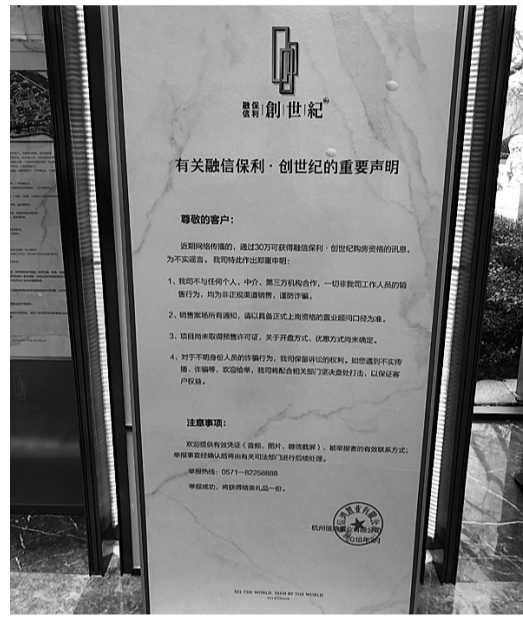 融信 保利 創世紀
有关融信保利·创世纪的重要声明
尊敬的客户：
近期网络传播的，通过30万可获得融信保利·创世纪购房资格的讯息，
为不实谣言。我司特此作出郑重申明：
1、我司不与任何个人、中介、第三方机构合作，一切非我司工作人员的销
售行为，均为非正规渠道销售，谨防诈骗。
2、销售案场所有通知，请以具备正式上岗资格的置业顾问口径为准。
3、项目尚未取得预售许可证，关于开盘方式、优惠方式尚未确定。
4、对于不明身份人员的诈骗行为，我司保留诉讼的权利。如您遇到不实传
播、诈骗等，欢迎检举，我司将配合相关部门坚决查处打击，以保证客
户权益。
注意事项：
欢迎提供有效凭证（音频、图片、微信截屏），被举报者的有效联系方式；
举报事宜经确认后将由有关司法部门进行后续处理。
举报热线：0571-82258888
举报成功，将获得精美礼品一份。
杭州信
2018年
SEE THE WORLD SEEN BY THE WORLD